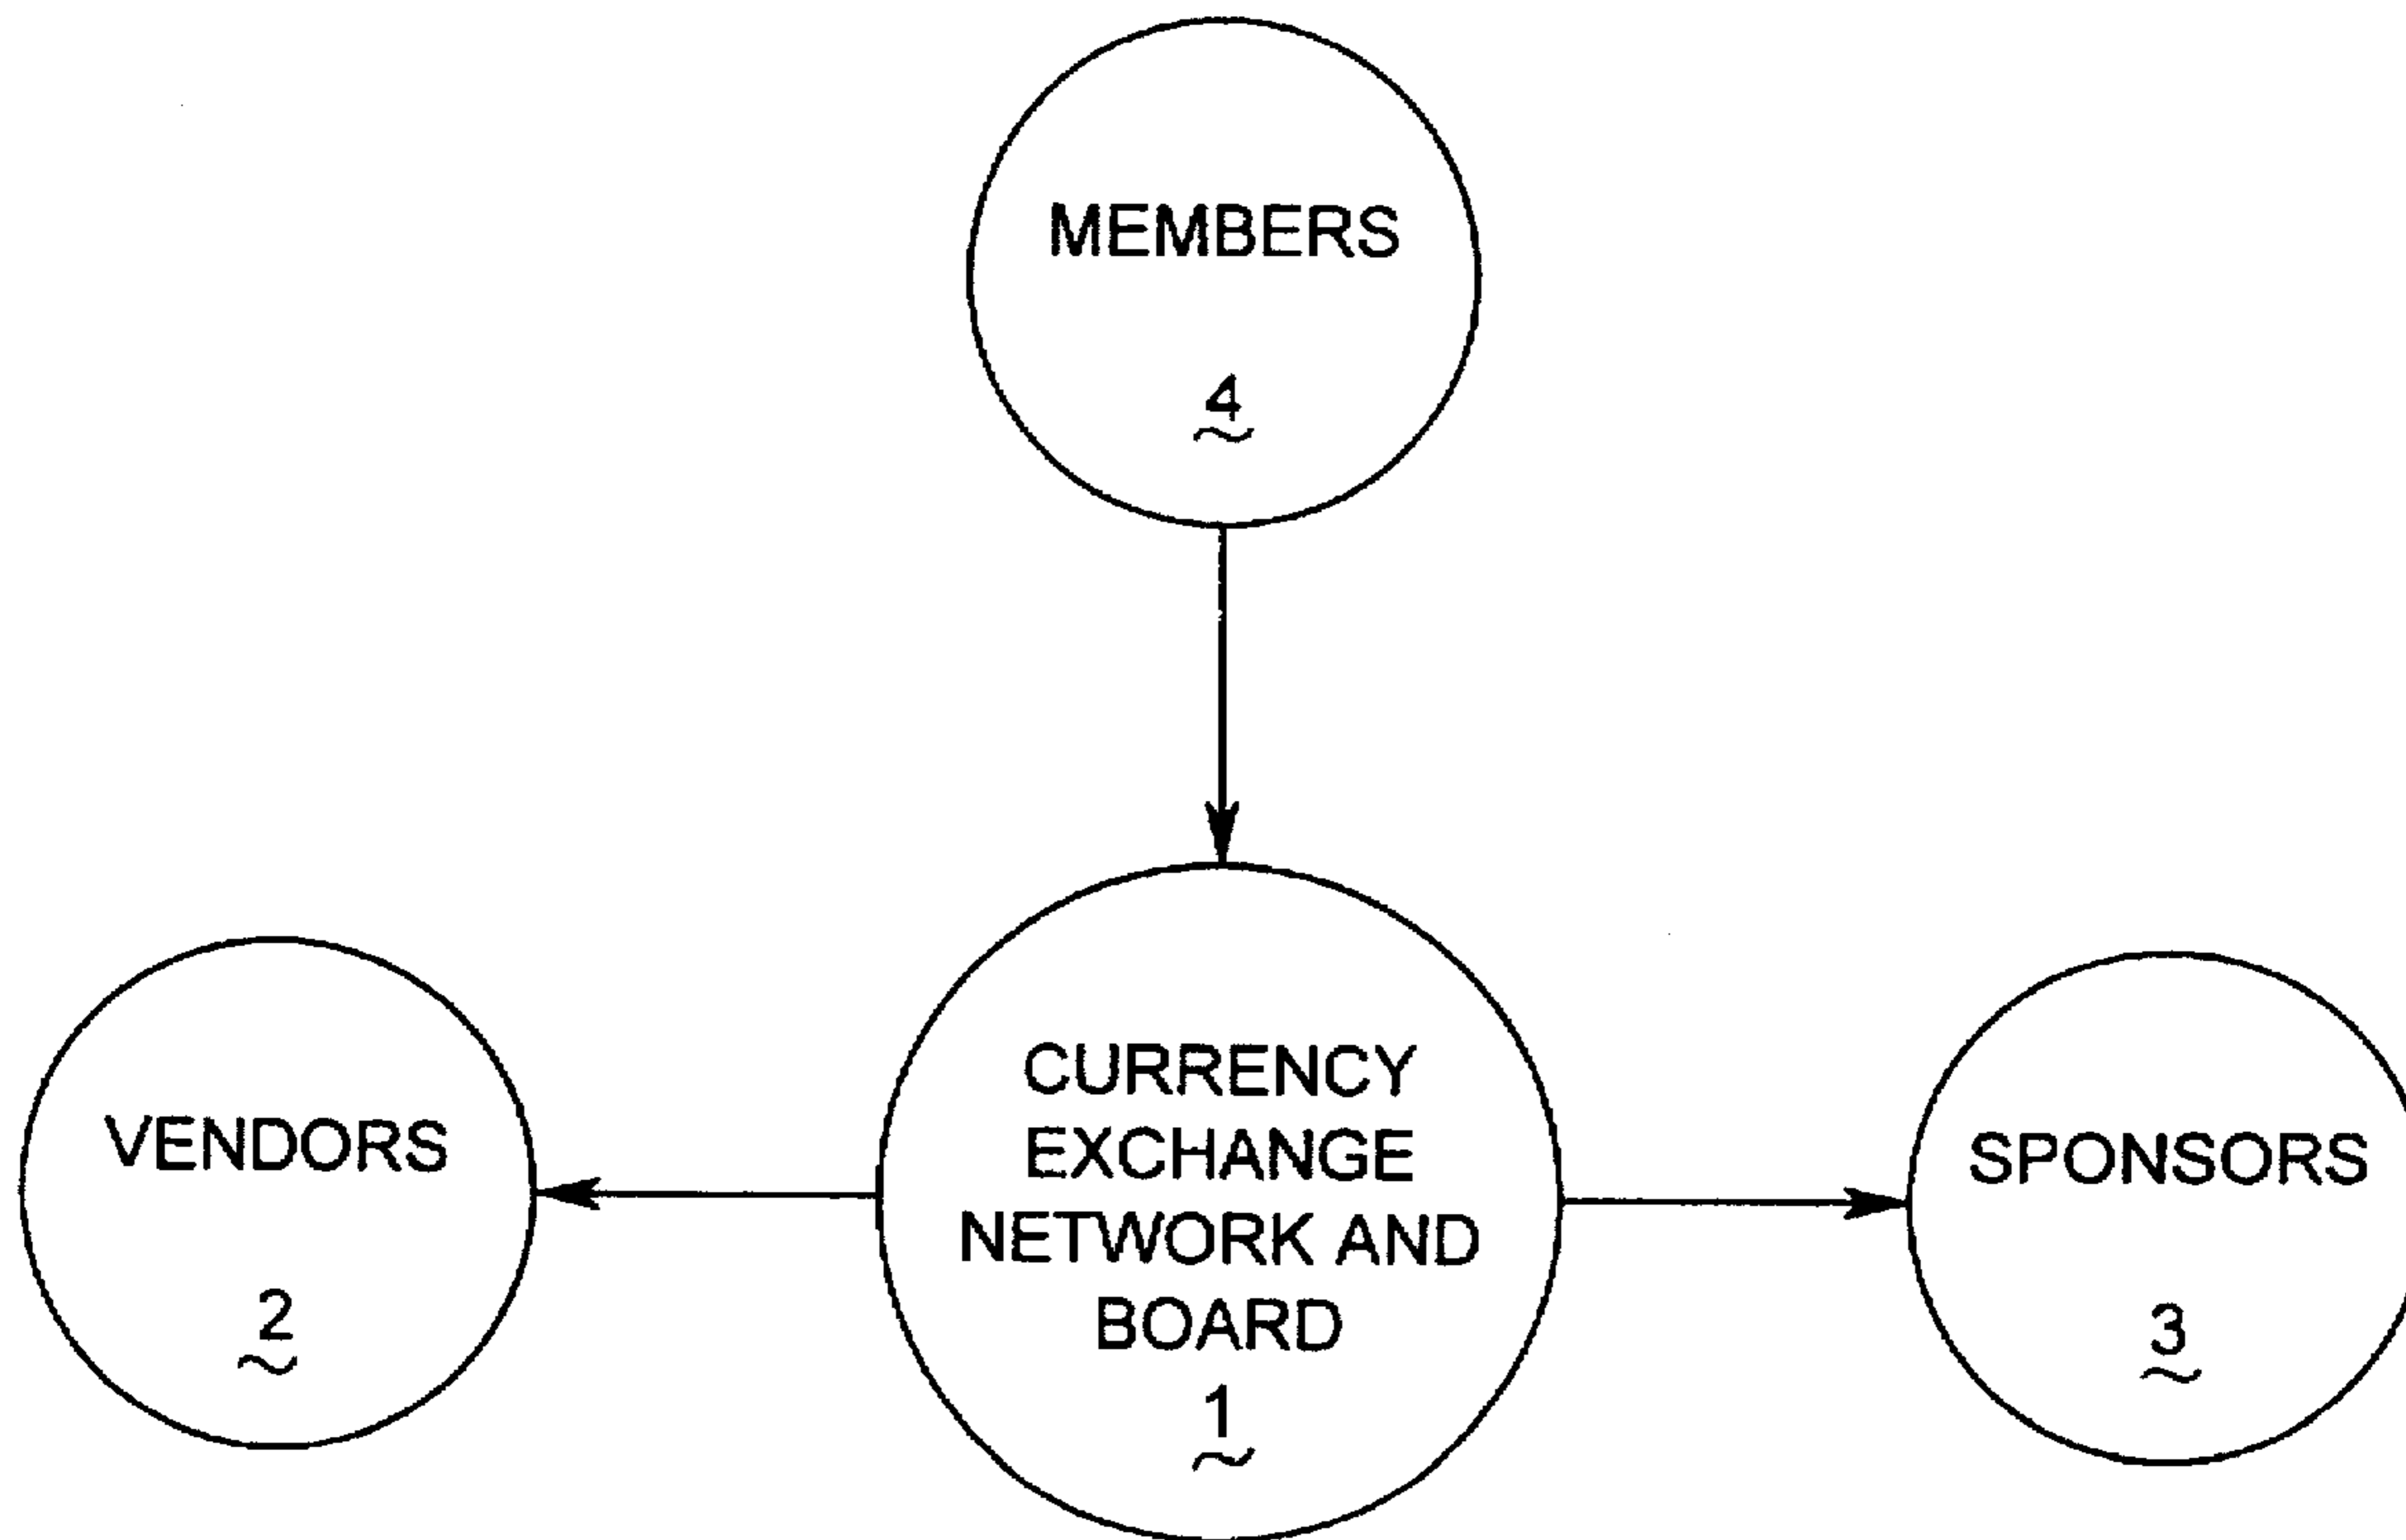 MEMBERS
4
VENDORS
2
CURRENCY
EXCHANGE
NETWORK AND
BOARD
1
SPONSORS
3